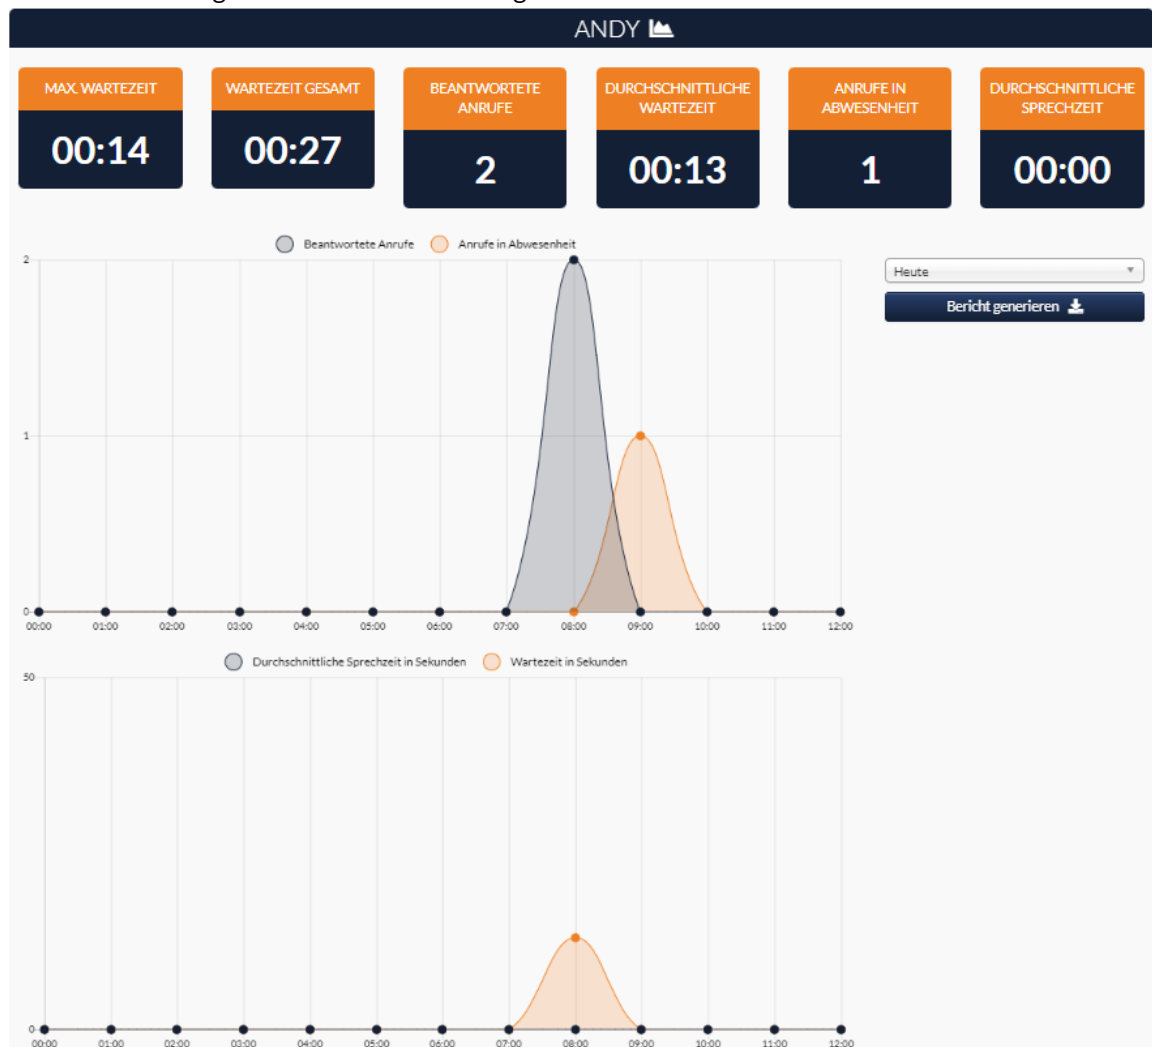 ANDY
MAX. WARTEZEIT
00:14
WARTEZEIT GESAMT
00:27
BEANTWORTETE
ANRUFE
2
DURCHSCHNITTLICHE
WARTEZEIT
00:13
ANRUFE IN
ABWESENHEIT
1
DURCHSCHNITTLICHE
SPRECHZEIT
00:00
Beantwortete Anrufe Anrufe in Abwesenheit
Heute
Bericht generieren
2
1
0
00:00 01:00 02:00 03:00 04:00 05:00 06:00 07:00 08:00 09:00 10:00 11:00 12:00
Durchschnittliche Sprechzeit in Sekunden Wartezeit in Sekunden
50
0
00:00 01:00 02:00 03:00 04:00 05:00 06:00 07:00 08:00 09:00 10:00 11:00 12:00